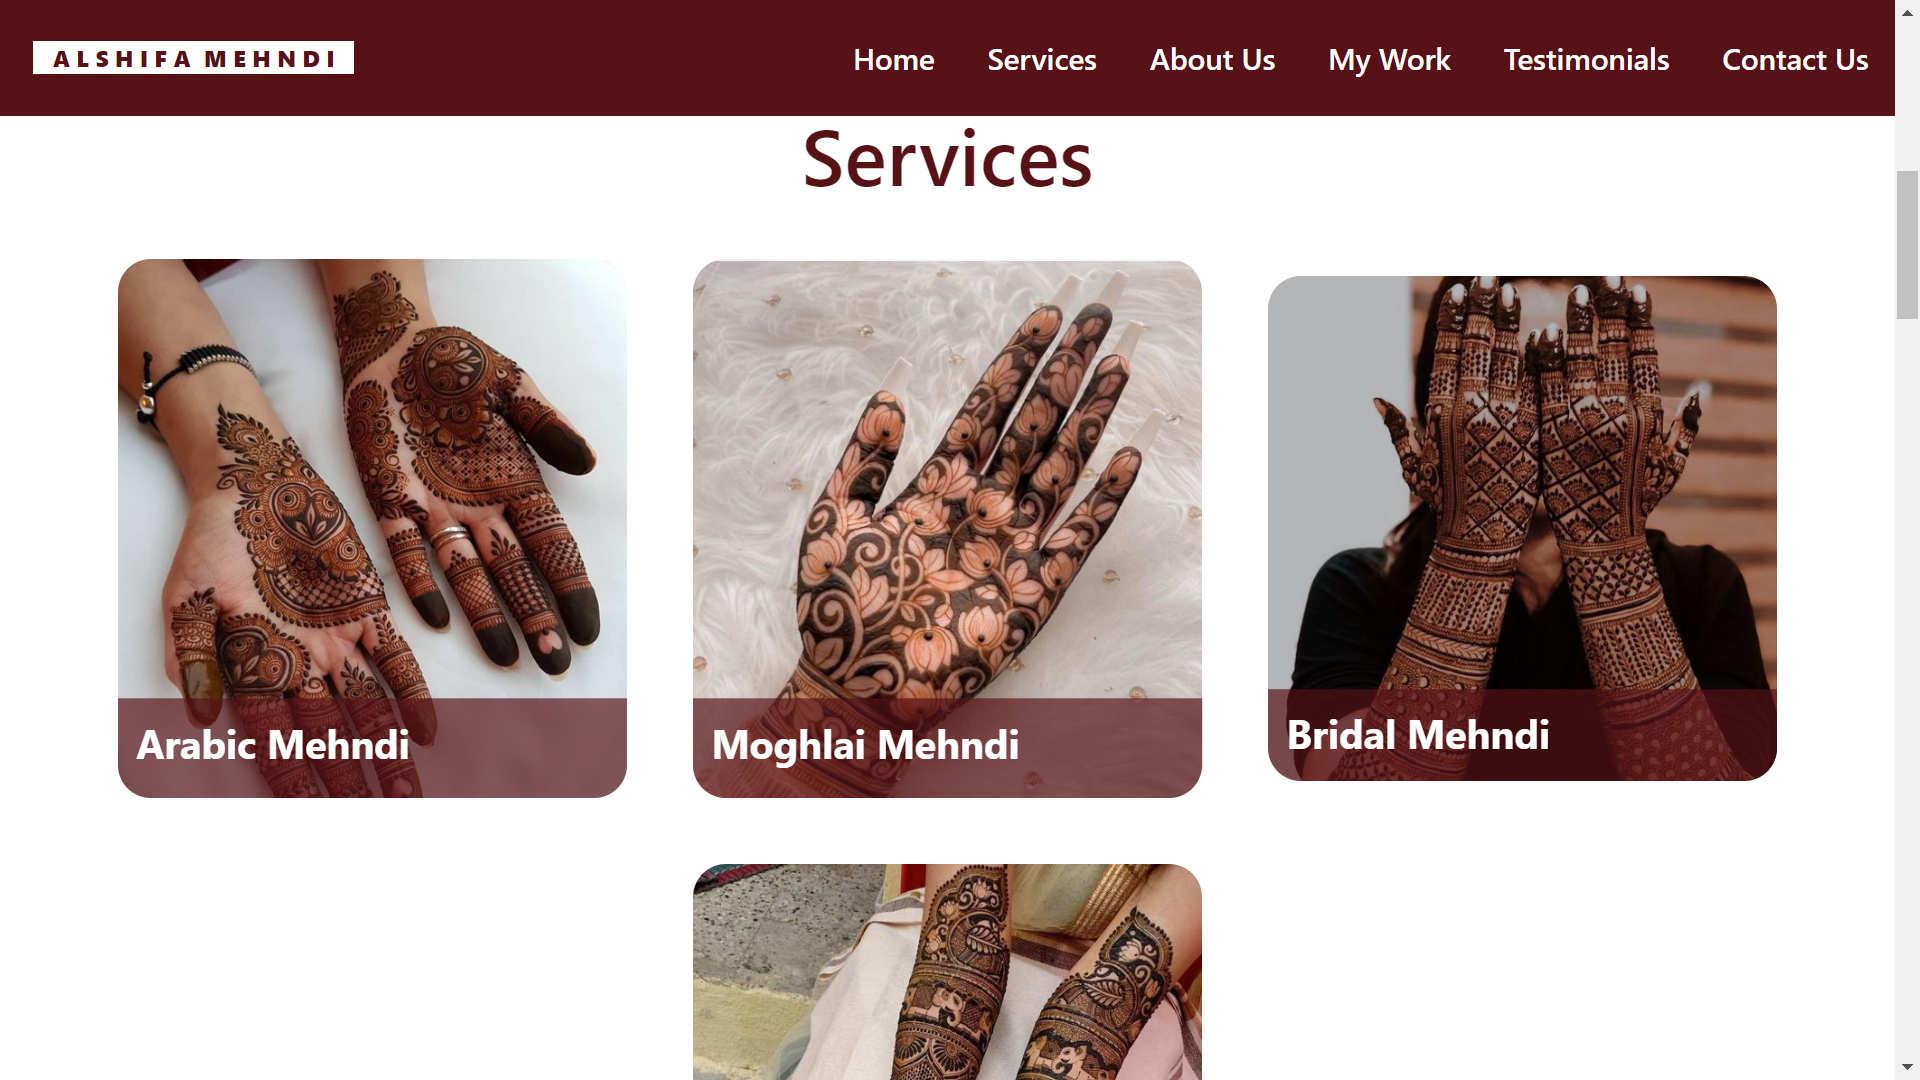 ALSHIFA MEHNDI
Home Services About Us My Work Testimonials Contact Us
Services
Arabic Mehndi
Moghlai Mehndi
Bridal Mehndi